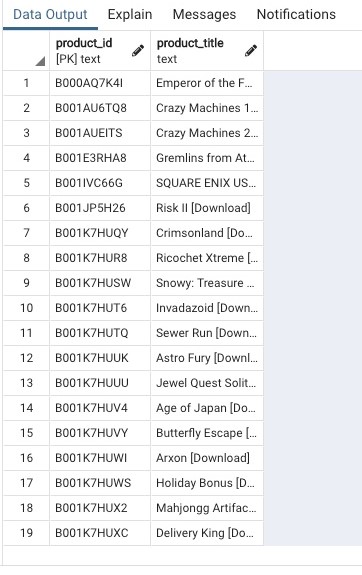 Data Output Explain Messages Notifications
product_id product_title
[PK] text text
1 B000AQ7K4I Emperor of the F...
2 B001AU6TQ8 Crazy Machines 1...
3 B001AUEITS Crazy Machines 2...
4 B001E3RHA8 Gremlins from At...
5 B001IVC66G SQUARE ENIX US...
6 B001JP5H26 Risk II [Download]
7 B001K7HUQY Crimsonland [Do...
8 B001K7HUR8 Ricochet Xtreme [...
9 B001K7HUSW Snowy: Treasure ...
10 B001K7HUT6 Invadazoid [Down...
11 B001K7HUTQ Sewer Run [Down...
12 B001K7HUUK Astro Fury [Downl...
13 B001K7HUUU Jewel Quest Solit...
14 B001K7HUV4 Age of Japan [Do...
15 B001K7HUVY Butterfly Escape [...
16 B001K7HUWI Arxon [Download]
17 B001K7HUWS Holiday Bonus [D...
18 B001K7HUX2 Mahjongg Artifac...
19 B001K7HUXC Delivery King [Do...